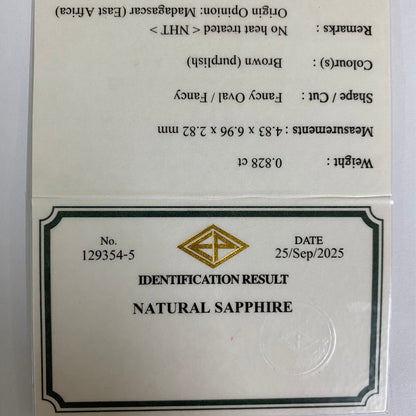 Weight : 0.828 ct
Measurements : 4.83 x 6.96 x 2.82 mm
Shape / Cut : Fancy Oval / Fancy
Colour(s) : Brown (purplish)
Remarks : No heat treated < NHT >
Origin Opinion: Madagascar (East Africa)
No. 129354-5
EP
DATE 25/Sep/2025
IDENTIFICATION RESULT
NATURAL SAPPHIRE